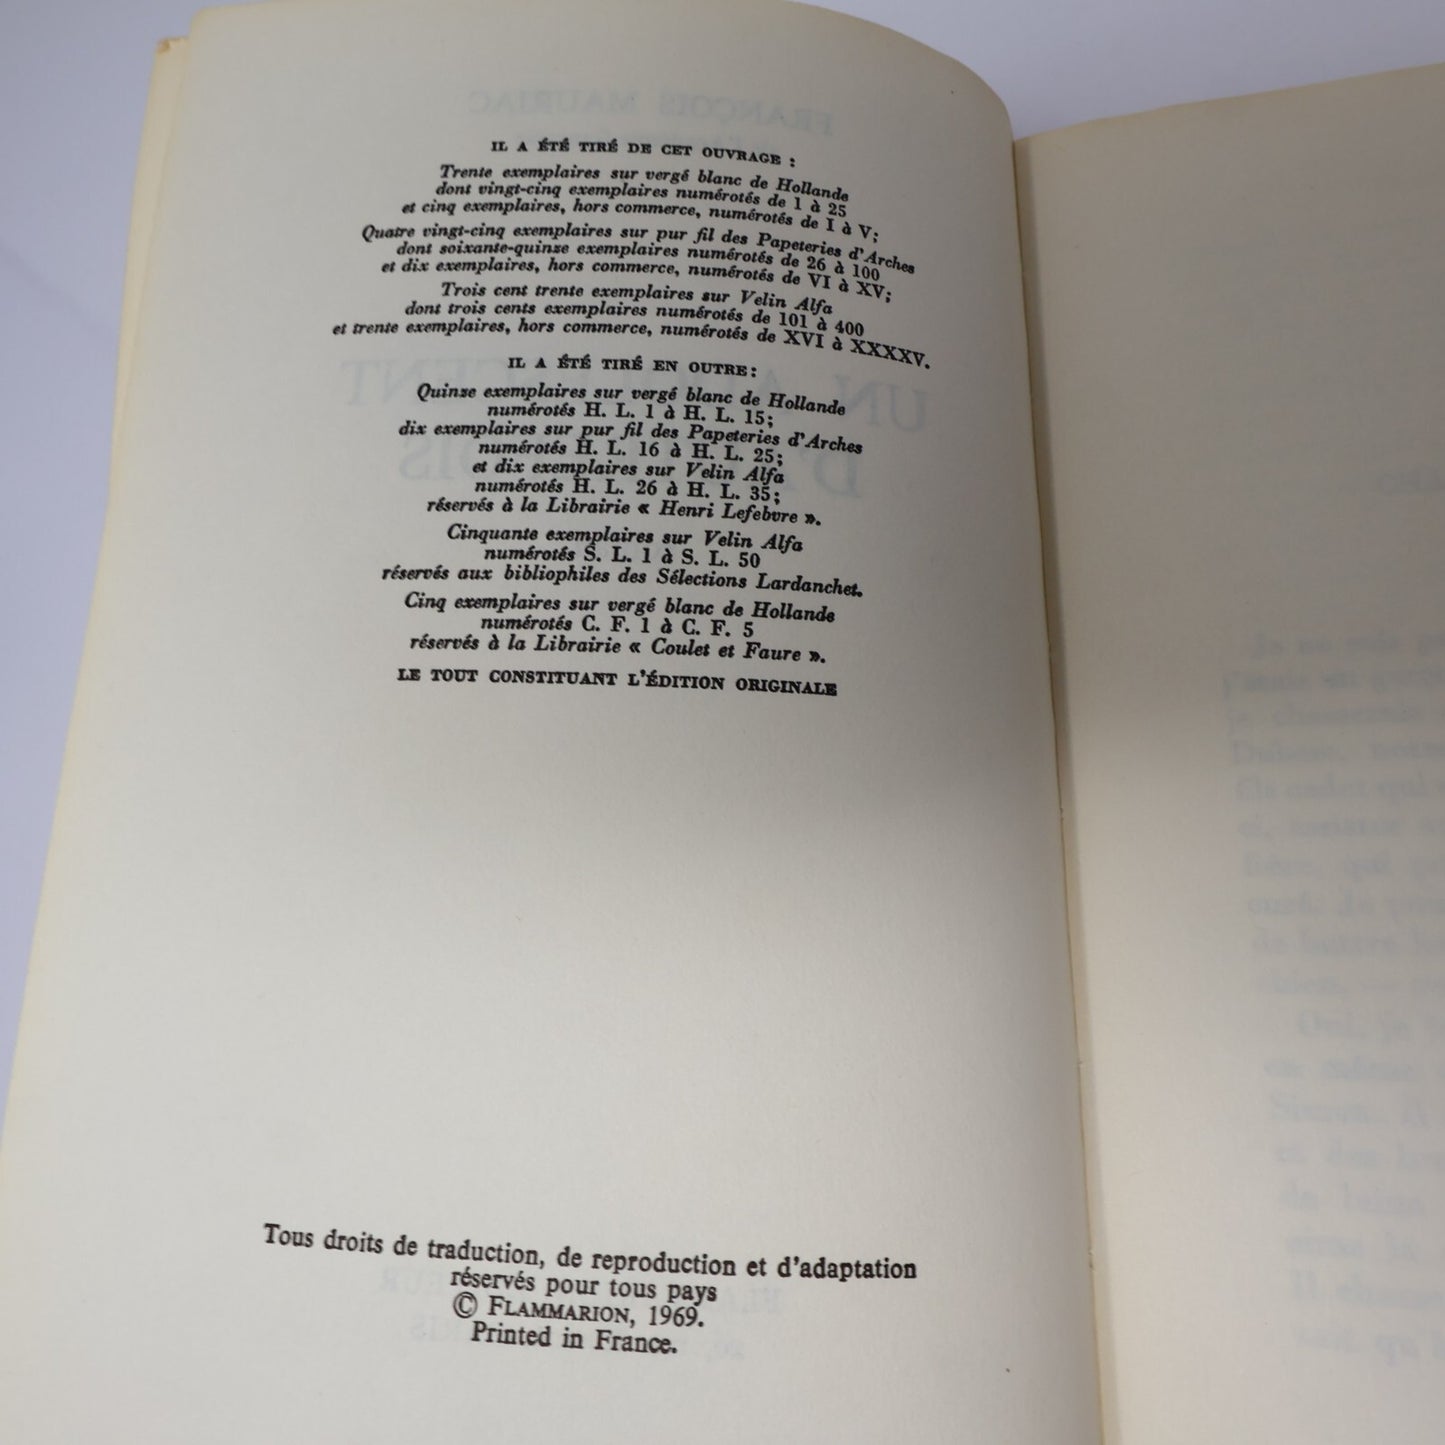 IL A ÉTÉ TIRÉ DE CET OUVRAGE :
Trente exemplaires sur vergé blanc de Hollande
dont vingt-cinq exemplaires numérotés de 1 à 25
et cinq exemplaires, hors commerce, numérotés de I à V;
Quatre vingt-cinq exemplaires sur pur fil des Papeteries d'Arches
dont soixante-quinze exemplaires numérotés de 26 à 100
et dix exemplaires, hors commerce, numérotés de VI à XV;
Trois cent trente exemplaires sur Velin Alfa
dont trois cents exemplaires numérotés de 101 à 400
et trente exemplaires, hors commerce, numérotés de XVI à XXXXV.
IL A ÉTÉ TIRÉ EN OUTRE :
Quinze exemplaires sur vergé blanc de Hollande
numérotés H. L. 1 à H. L. 15;
dix exemplaires sur pur fil des Papeteries d'Arches
numérotés H. L. 16 à H. L. 25;
et dix exemplaires sur Velin Alfa
numérotés H. L. 26 à H. L. 35;
réservés à la Librairie « Henri Lefebvre ».
Cinquante exemplaires sur Velin Alfa
numérotés S. L. 1 à S. L. 50
réservés aux bibliophiles des Sélections Lardanchet.
Cinq exemplaires sur vergé blanc de Hollande
numérotés C. F. 1 à C. F. 5
réservés à la Librairie « Coulet et Faure ».
LE TOUT CONSTITUANT L'ÉDITION ORIGINALE
Tous droits de traduction, de reproduction et d'adaptation
réservés pour tous pays
© FLAMMARION, 1969.
Printed in France.